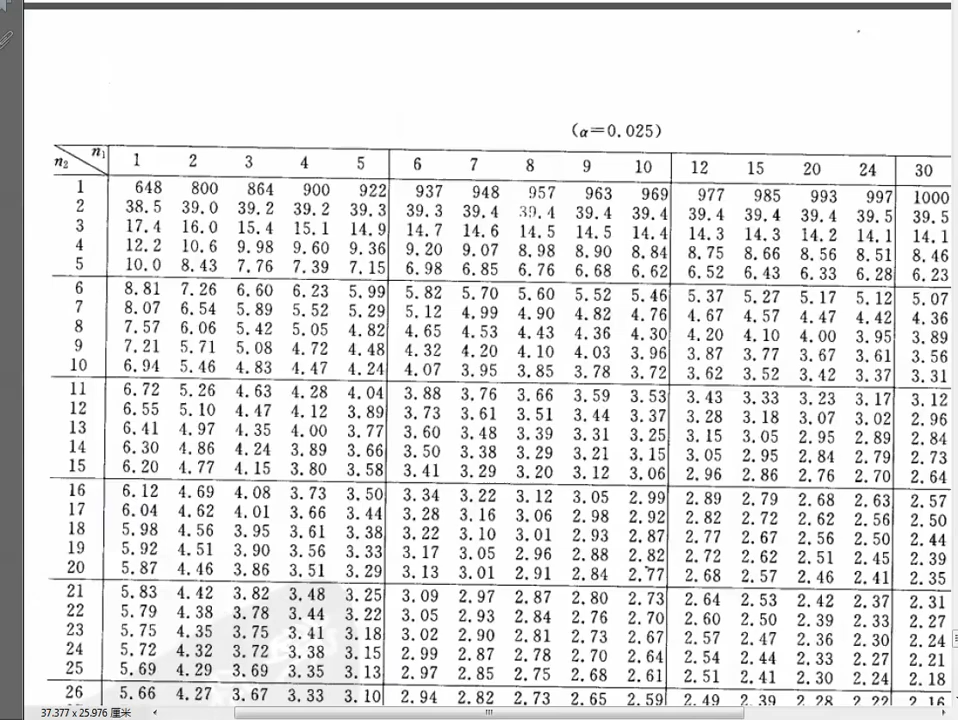 (α=0.025)
n₂ n₁ 1 2 3 4 5 6 7 8 9 10 12 15 20 24 30
1 648 800 864 900 922 937 948 957 963 969 977 985 993 997 1000
2 38.5 39.0 39.2 39.2 39.3 39.3 39.4 39.4 39.4 39.4 39.4 39.4 39.4 39.5 39.5
3 17.4 16.0 15.4 15.1 14.9 14.7 14.6 14.5 14.5 14.4 14.3 14.3 14.2 14.1 14.1
4 12.2 10.6 9.98 9.60 9.36 9.20 9.07 8.98 8.90 8.84 8.75 8.66 8.56 8.51 8.46
5 10.0 8.43 7.76 7.39 7.15 6.98 6.85 6.76 6.68 6.62 6.52 6.43 6.33 6.28 6.23
6 8.81 7.26 6.60 6.23 5.99 5.82 5.70 5.60 5.52 5.46 5.37 5.27 5.17 5.12 5.07
7 8.07 6.54 5.89 5.52 5.29 5.12 4.99 4.90 4.82 4.76 4.67 4.57 4.47 4.42 4.36
8 7.57 6.06 5.42 5.05 4.82 4.65 4.53 4.43 4.36 4.30 4.20 4.10 4.00 3.95 3.89
9 7.21 5.71 5.08 4.72 4.48 4.32 4.20 4.10 4.03 3.96 3.87 3.77 3.67 3.61 3.56
10 6.94 5.46 4.83 4.47 4.24 4.07 3.95 3.85 3.78 3.72 3.62 3.52 3.42 3.37 3.31
11 6.72 5.26 4.63 4.28 4.04 3.88 3.76 3.66 3.59 3.53 3.43 3.33 3.23 3.17 3.12
12 6.55 5.10 4.47 4.12 3.89 3.73 3.61 3.51 3.44 3.37 3.28 3.18 3.07 3.02 2.96
13 6.41 4.97 4.35 4.00 3.77 3.60 3.48 3.39 3.31 3.25 3.15 3.05 2.95 2.89 2.84
14 6.30 4.86 4.24 3.89 3.66 3.50 3.38 3.29 3.21 3.15 3.05 2.95 2.84 2.79 2.73
15 6.20 4.77 4.15 3.80 3.58 3.41 3.29 3.20 3.12 3.06 2.96 2.86 2.76 2.70 2.64
16 6.12 4.69 4.08 3.73 3.50 3.34 3.22 3.12 3.05 2.99 2.89 2.79 2.68 2.63 2.57
17 6.04 4.62 4.01 3.66 3.44 3.28 3.16 3.06 2.98 2.92 2.82 2.72 2.62 2.56 2.50
18 5.98 4.56 3.95 3.61 3.38 3.22 3.10 3.01 2.93 2.87 2.77 2.67 2.56 2.50 2.44
19 5.92 4.51 3.90 3.56 3.33 3.17 3.05 2.96 2.88 2.82 2.72 2.62 2.51 2.45 2.39
20 5.87 4.46 3.86 3.51 3.29 3.13 3.01 2.91 2.84 2.77 2.68 2.57 2.46 2.41 2.35
21 5.83 4.42 3.82 3.48 3.25 3.09 2.97 2.87 2.80 2.73 2.64 2.53 2.42 2.37 2.31
22 5.79 4.38 3.78 3.44 3.22 3.05 2.93 2.84 2.76 2.70 2.60 2.50 2.39 2.33 2.27
23 5.75 4.35 3.75 3.41 3.18 3.02 2.90 2.81 2.73 2.67 2.57 2.47 2.36 2.30 2.24
24 5.72 4.32 3.72 3.38 3.15 2.99 2.87 2.78 2.70 2.64 2.54 2.44 2.33 2.27 2.21
25 5.69 4.29 3.69 3.35 3.13 2.97 2.85 2.75 2.68 2.61 2.51 2.41 2.30 2.24 2.18
26 5.66 4.27 3.67 3.33 3.10 2.94 2.82 2.73 2.65 2.59 2.49 2.39 2.28 2.22 2.16
37.377 x 25.976 厘米